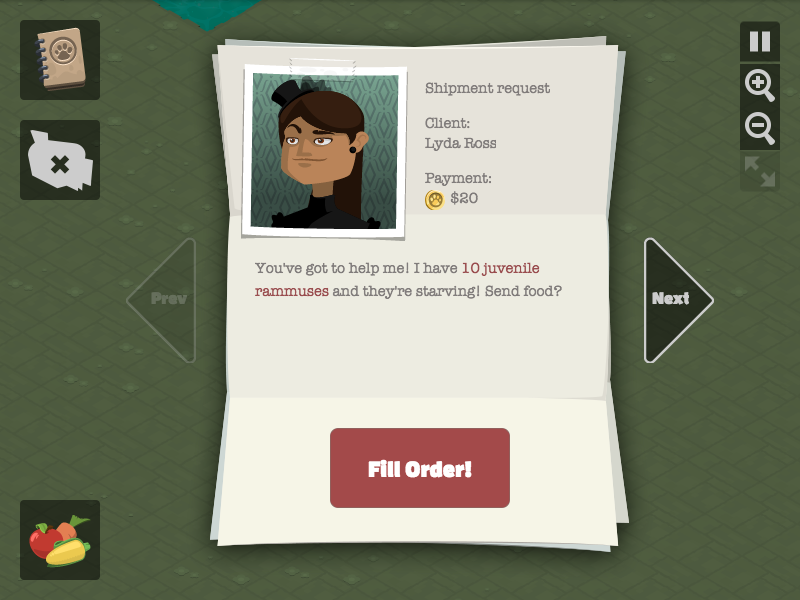 Shipment request
Client:
Lyda Ross
Payment:
$20
You've got to help me! I have 10 juvenile
rammuses and they're starving! Send food?
Prev
Next
Fill Order!